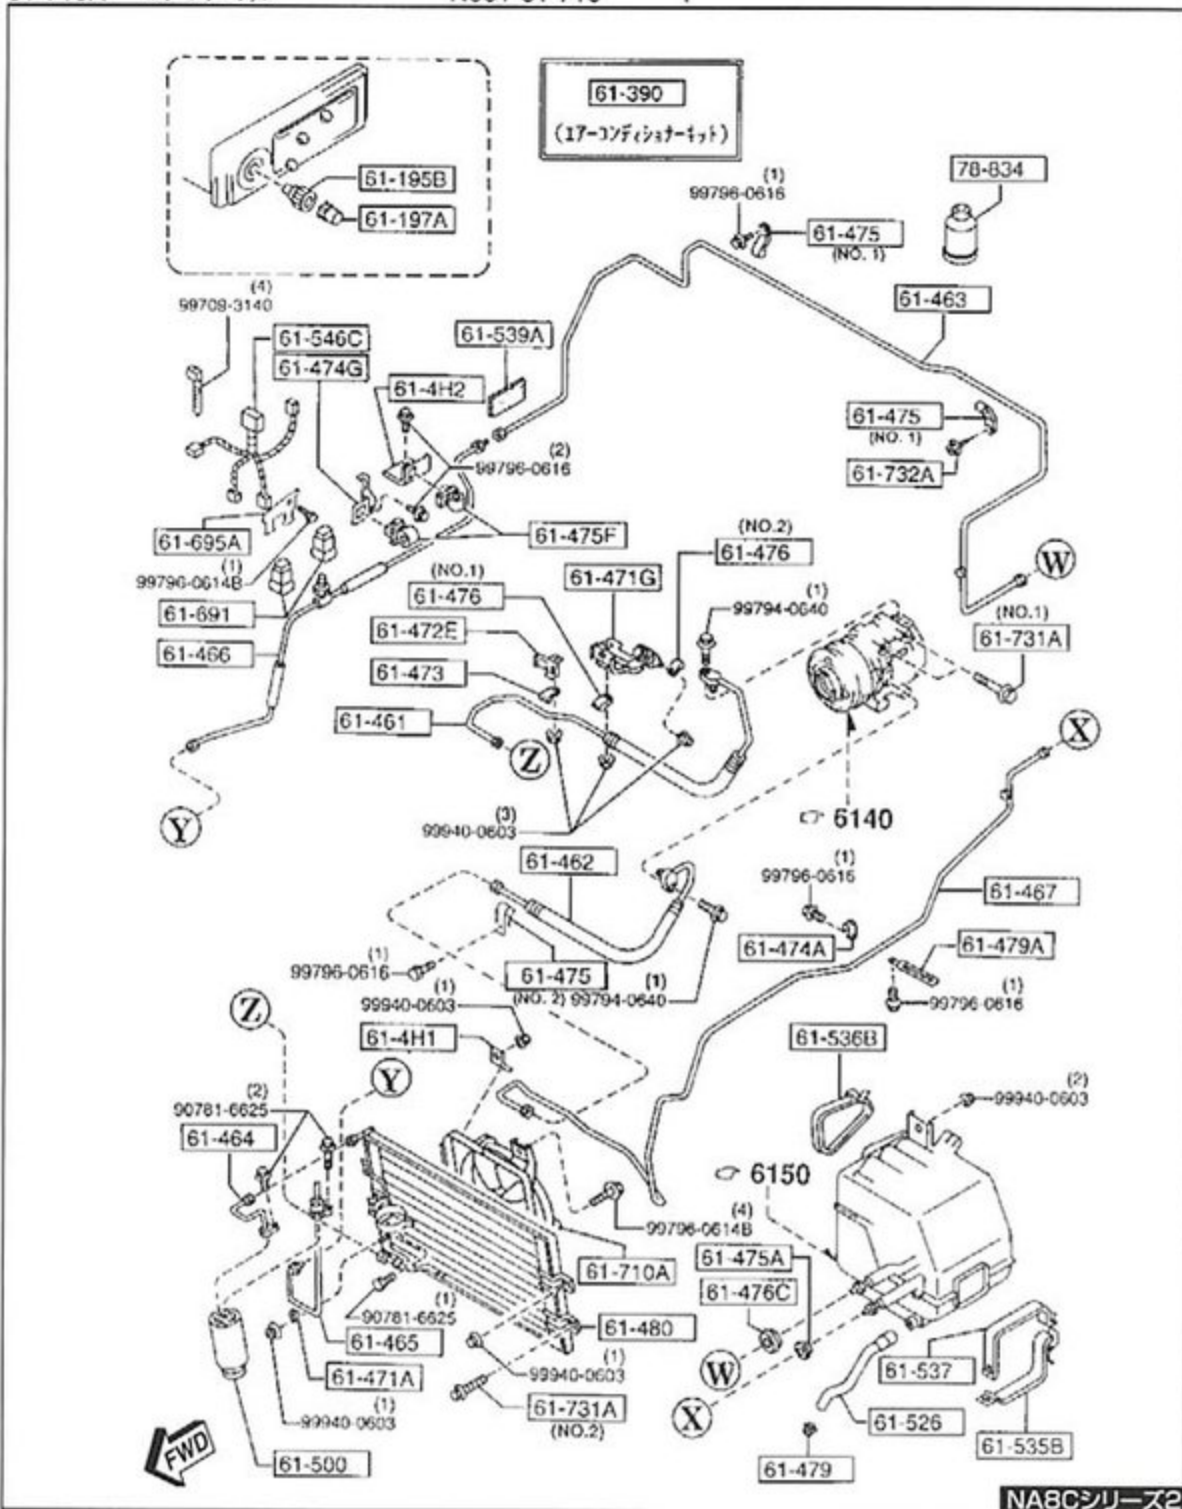 61-390
(エアーコンディショナーキット)
61-195B
61-197A
(1)
99796-0616
78-834
61-475
(NO. 1)
(4)
99709-3140
61-463
61-546C
61-539A
61-474G
61-4H2
61-475
(NO. 1)
(2)
99796-0616
61-732A
61-695A
61-475F
(NO.2)
61-476
W
(1)
99796-0614B
(NO.1)
61-476
61-471G
(1)
99794-0640
(NO.1)
61-731A
61-691
61-472E
61-466
61-473
61-461
Z
X
Y
(3)
99940-0603
6140
61-462
(1)
99796-0616
61-467
61-474A
61-479A
(1)
99796-0616
61-475
(NO. 2)
(1)
99794-0640
(1)
99796-0616
(1)
99940-0603
Z
61-4H1
61-536B
Y
(2)
90781-6625
(2)
99940-0603
61-464
6150
(4)
99796-0614B
61-475A
61-710A
61-476C
(1)
90781-6625
61-480
61-465
(1)
99940-0603
W
61-537
61-471A
61-731A
(NO.2)
X
(1)
99940-0603
61-526
61-535B
FWD
61-500
61-479
NA8Cシリーズ2